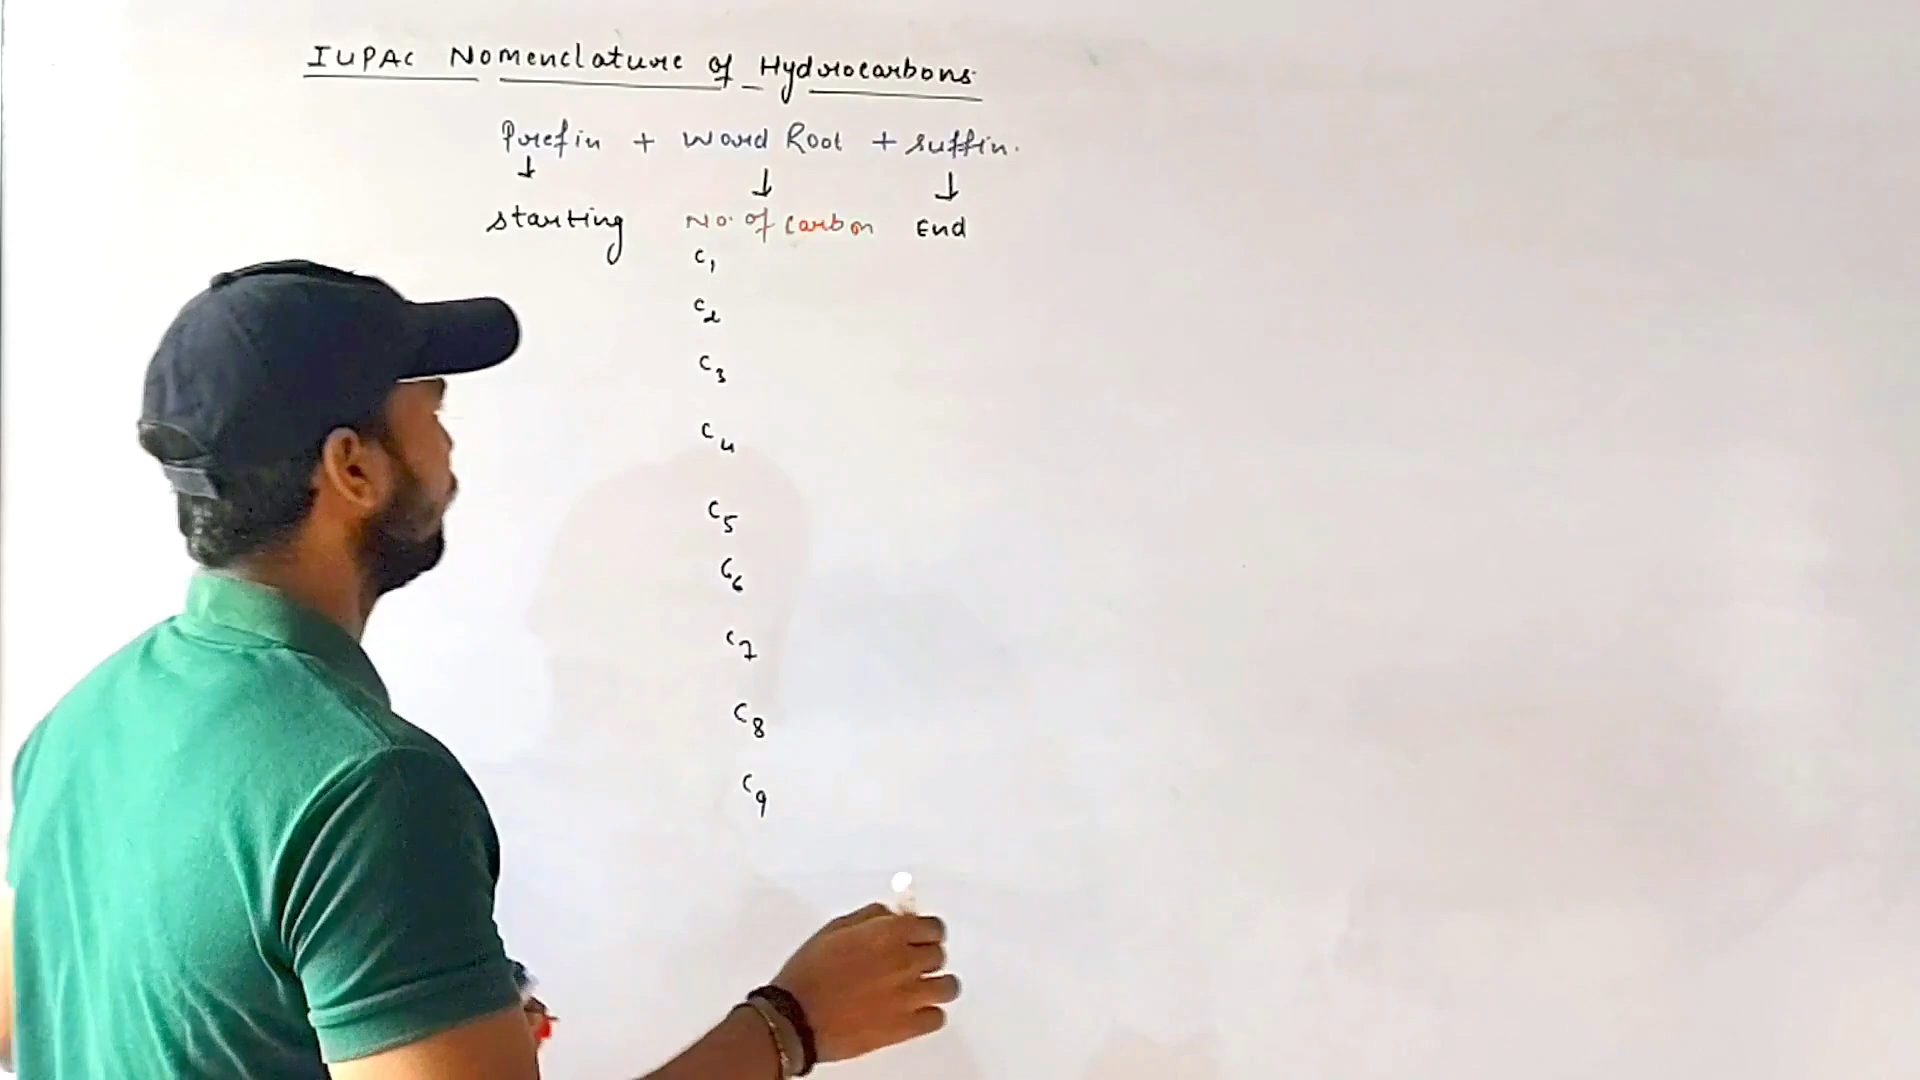 IUPAC Nomenclature of Hydrocarbons
Prefix + Word Root + Suffix.
↓ ↓ ↓
starting No. of carbon End
C1
C2
C3
C4
C5
C6
C7
C8
C9